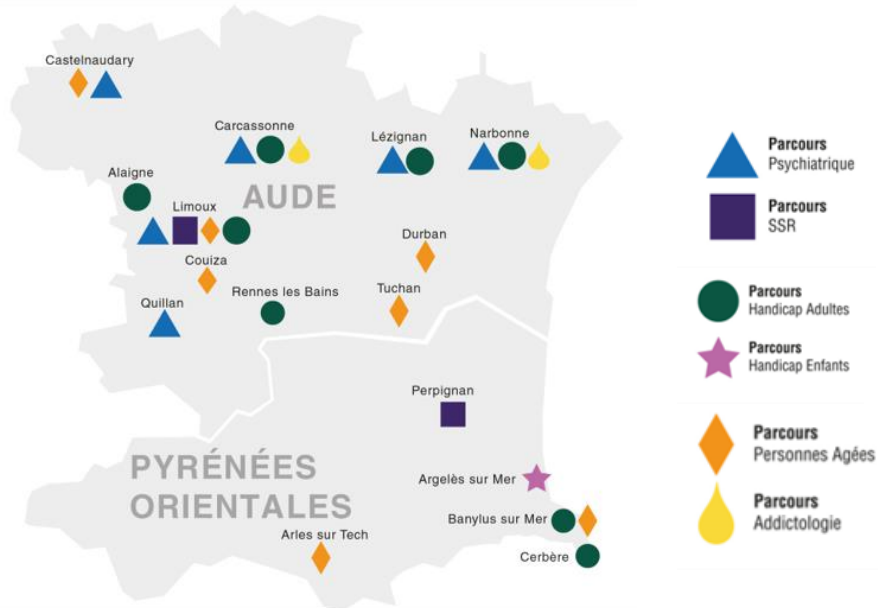 Castelnaudary
Carcassonne
Lézignan
Narbonne
Alaigne
AUDE
Limoux
Durban
Couiza
Rennes les Bains
Tuchan
Quillan
Perpignan
PYRÉNÉES
ORIENTALES
Argelès sur Mer
Banylus sur Mer
Arles sur Tech
Cerbère
Parcours
Psychiatrique
Parcours
SSR
Parcours
Handicap Adultes
Parcours
Handicap Enfants
Parcours
Personnes Agées
Parcours
Addictologie